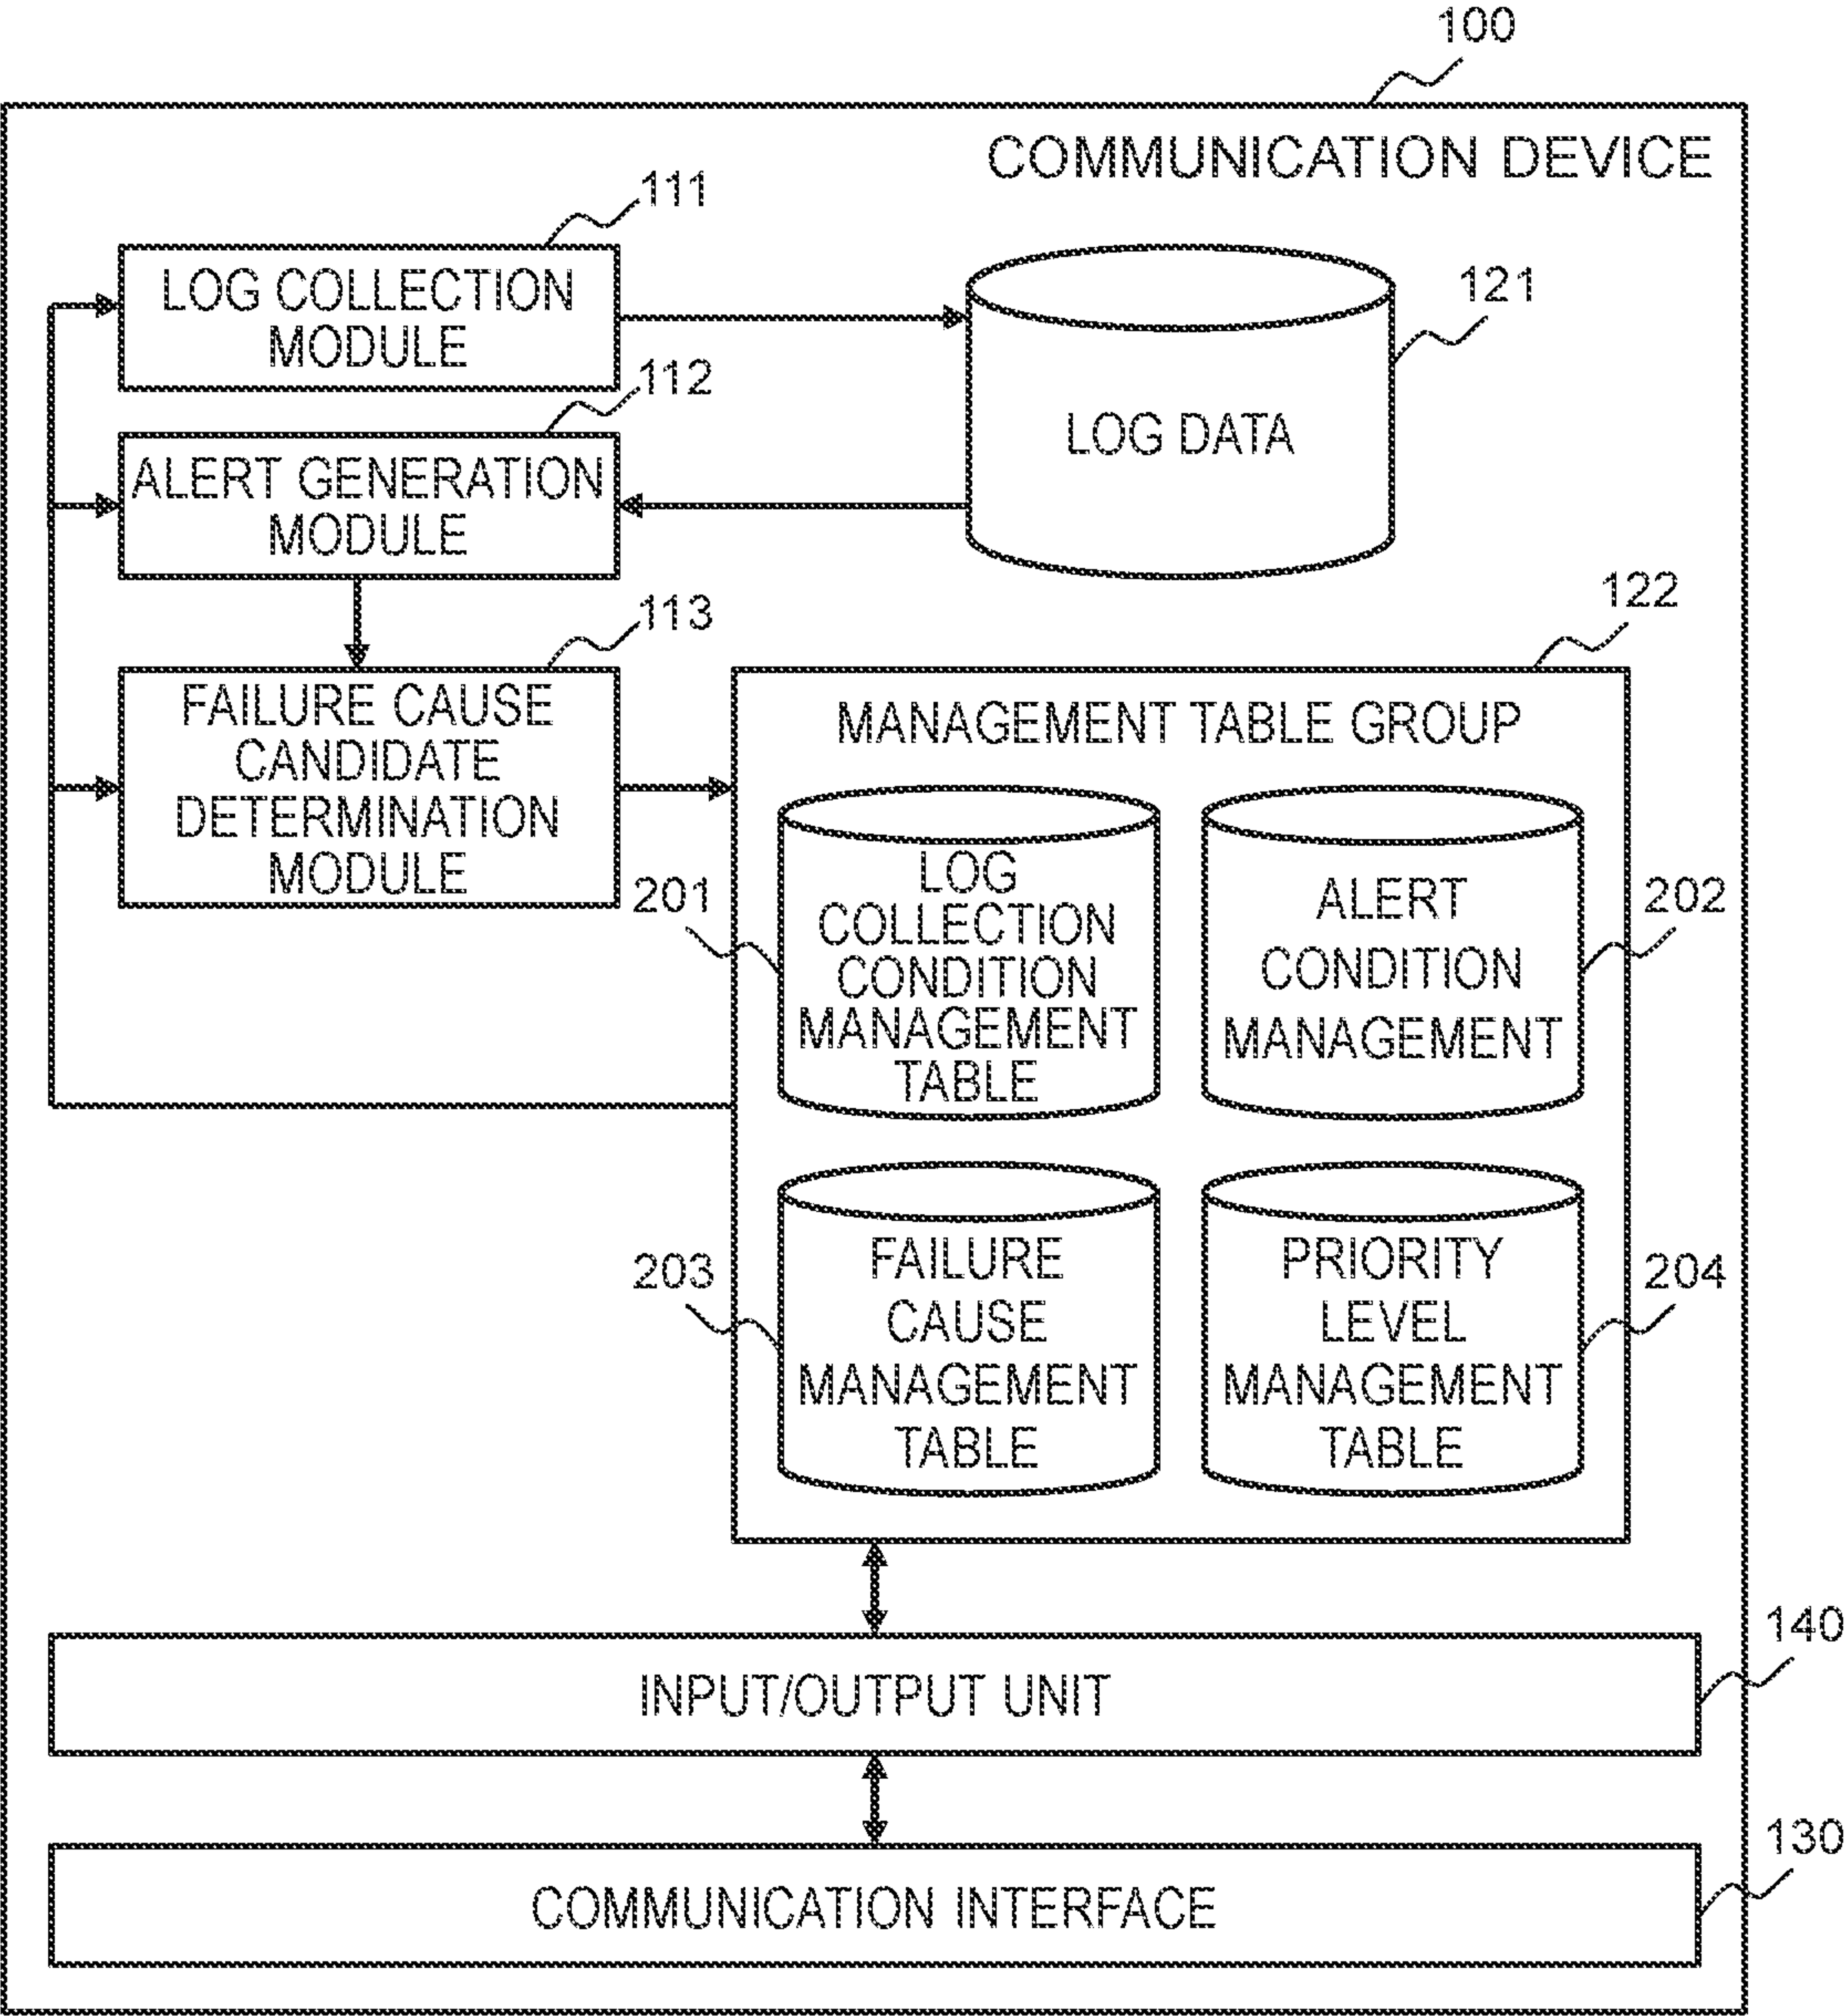 100
COMMUNICATION DEVICE
111
LOG COLLECTION
MODULE
121
LOG DATA
112
ALERT GENERATION
MODULE
113
FAILURE CAUSE
CANDIDATE
DETERMINATION
MODULE
122
MANAGEMENT TABLE GROUP
201
LOG
COLLECTION
CONDITION
MANAGEMENT
TABLE
202
ALERT
CONDITION
MANAGEMENT
203
FAILURE
CAUSE
MANAGEMENT
TABLE
204
PRIORITY
LEVEL
MANAGEMENT
TABLE
140
INPUT/OUTPUT UNIT
130
COMMUNICATION INTERFACE